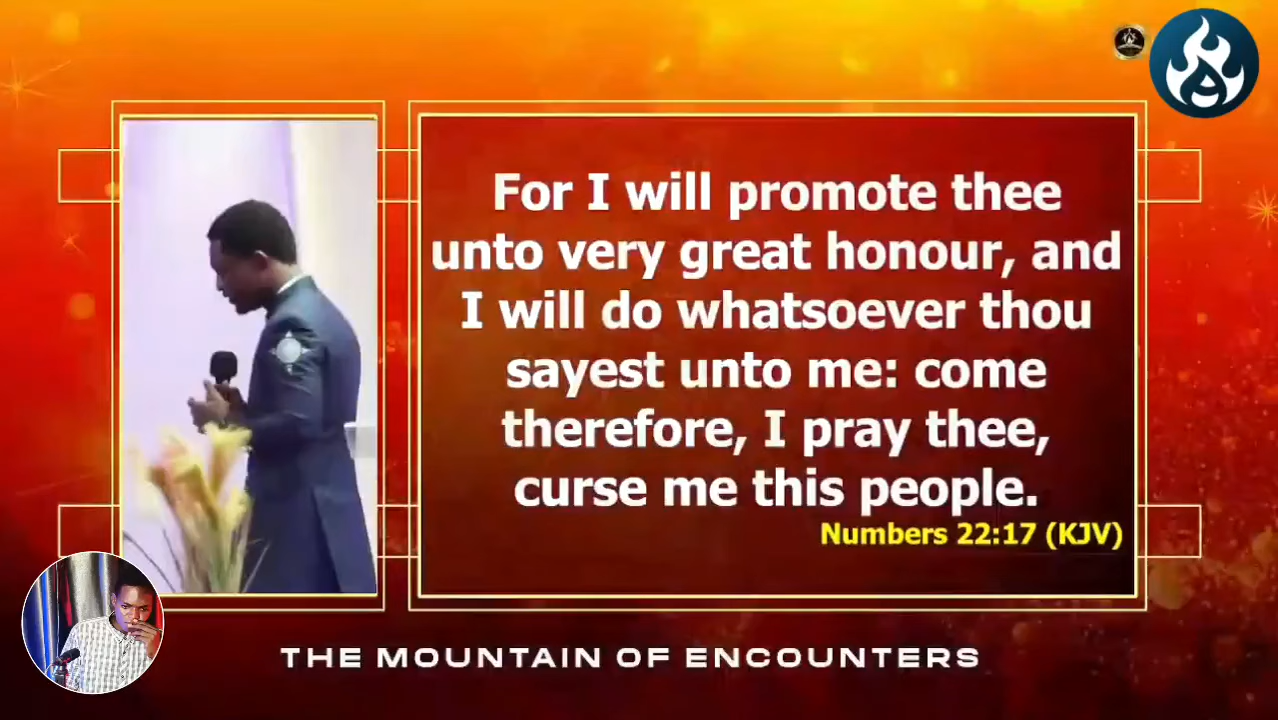 For I will promote thee
unto very great honour, and
I will do whatsoever thou
sayest unto me: come
therefore, I pray thee,
curse me this people.
Numbers 22:17 (KJV)
THE MOUNTAIN OF ENCOUNTERS